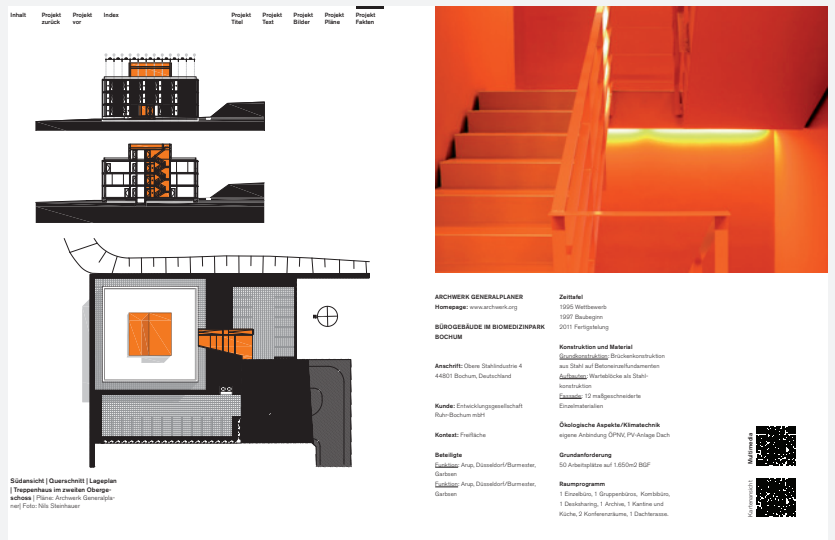 Inhalt
Projekt zurück
Projekt vor
Index
Projekt Titel
Projekt Text
Projekt Bilder
Projekt Pläne
Projekt Fakten
Südansicht | Querschnitt | Lageplan
| Treppenhaus im zweiten Oberge-
schoss | Pläne: Archwerk Generalpla-
ner| Foto: Nils Steinhauer
ARCHWERK GENERALPLANER
Homepage: www.archwerk.org
BÜROGEBÄUDE IM BIOMEDIZINPARK
BOCHUM
Anschrift: Obere Stahlindustrie 4
44801 Bochum, Deutschland
Kunde: Entwicklungsgesellschaft
Ruhr-Bochum mbH
Kontext: Freifläche
Beteiligte
Funktion: Arup, Düsseldorf/Burmester,
Garbsen
Funktion: Arup, Düsseldorf/Burmester,
Garbsen
Zeittafel
1995 Wettbewerb
1997 Baubeginn
2011 Fertigstellung
Konstruktion und Material
Grundkonstruktion: Brückenkonstruktion
aus Stahl auf Betoneinzelfundamenten
Aufbauten: Warteblöcke als Stahl-
konstruktion
Fassade: 12 maßgeschneiderte
Einzelmaterialien
Ökologische Aspekte/Klimatechnik
eigene Anbindung ÖPNV, PV-Anlage Dach
Grundanforderung
50 Arbeitsplätze auf 1.650m2 BGF
Raumprogramm
1 Einzelbüro, 1 Gruppenbüros, Kombibüro,
1 Desksharing, 1 Archive, 1 Kantine und
Küche, 2 Konferenzräume, 1 Dachterasse.
Multimedia
Kartenansicht